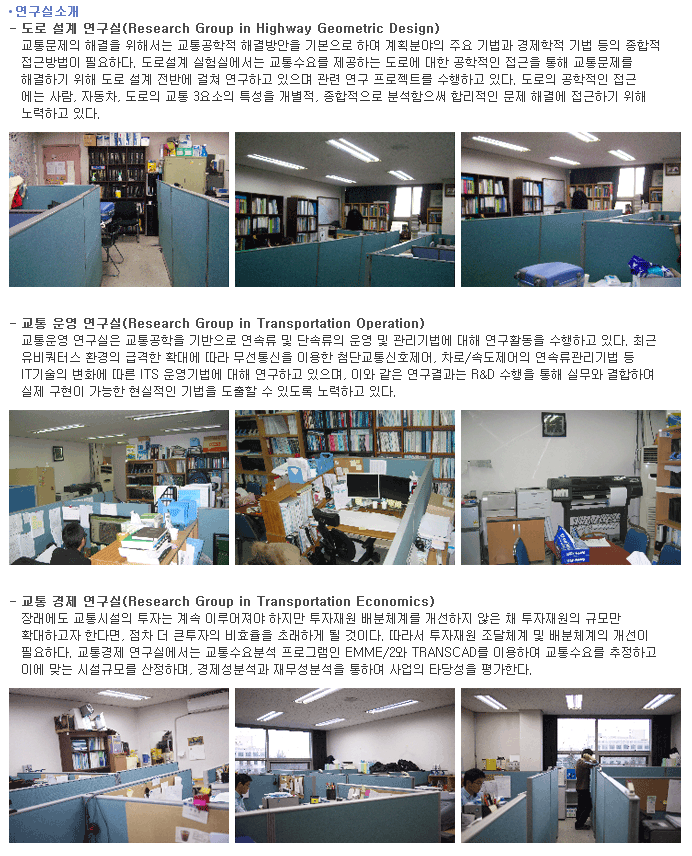 · 연구실소개
- 도로 설계 연구실(Research Group in Highway Geometric Design)
교통문제의 해결을 위해서는 교통공학적 해결방안을 기본으로 하여 계획분야의 주요 기법과 경제학적 기법 등의 종합적
접근방법이 필요하다. 도로설계 실험실에서는 교통수요를 제공하는 도로에 대한 공학적인 접근을 통해 교통문제를
해결하기 위해 도로 설계 전반에 걸쳐 연구하고 있으며 관련 연구 프로젝트를 수행하고 있다. 도로의 공학적인 접근
에는 사람, 자동차, 도로의 교통 3요소의 특성을 개별적, 종합적으로 분석함으써 합리적인 문제 해결에 접근하기 위해
노력하고 있다.
- 교통 운영 연구실(Research Group in Transportation Operation)
교통운영 연구실은 교통공학을 기반으로 연속류 및 단속류의 운영 및 관리기법에 대해 연구활동을 수행하고 있다. 최근
유비쿼터스 환경의 급격한 확대에 따라 무선통신을 이용한 첨단교통신호제어, 차로/속도제어의 연속류관리기법 등
IT기술의 변화에 따른 ITS 운영기법에 대해 연구하고 있으며, 이와 같은 연구결과는 R&D 수행을 통해 실무와 결합하여
실제 구현이 가능한 현실적인 기법을 도출할 수 있도록 노력하고 있다.
- 교통 경제 연구실(Research Group in Transportation Economics)
장래에도 교통시설의 투자는 계속 이루어져야 하지만 투자재원 배분체계를 개선하지 않은 채 투자재원의 규모만
확대하고자 한다면, 점차 더 큰투자의 비효율을 초래하게 될 것이다. 따라서 투자재원 조달체계 및 배분체계의 개선이
필요하다. 교통경제 연구실에서는 교통수요분석 프로그램인 EMME/2와 TRANSCAD를 이용하여 교통수요를 추정하고
이에 맞는 시설규모를 산정하며, 경제성분석과 재무성분석을 통하여 사업의 타당성을 평가한다.